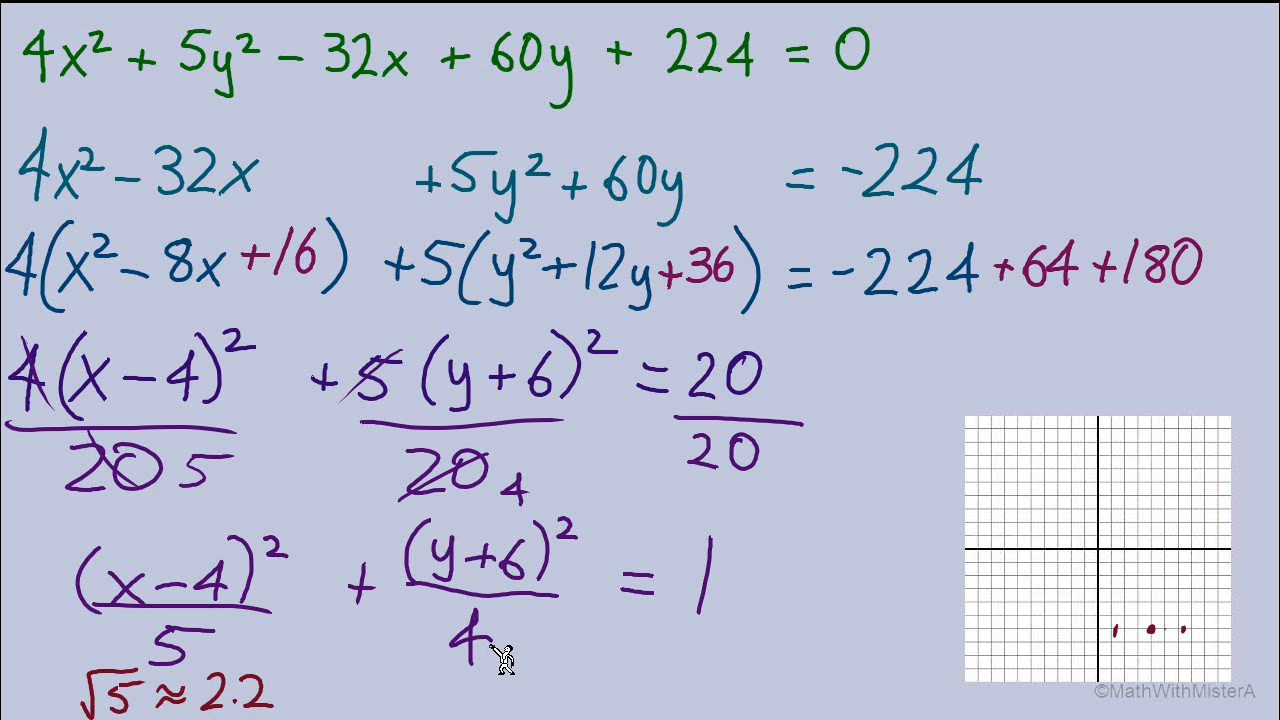 4x² + 5y² - 32x + 60y + 224 = 0
4x² - 32x +5y² + 60y = -224
4(x² - 8x +16) +5(y² +12y +36) = -224 +64 +180
4(x-4)² +5(y+6)² = 20
20 5 20 4 20
(x-4)² + (y+6)² = 1
5 4
√5 ≈ 2.2
©MathWithMisterA